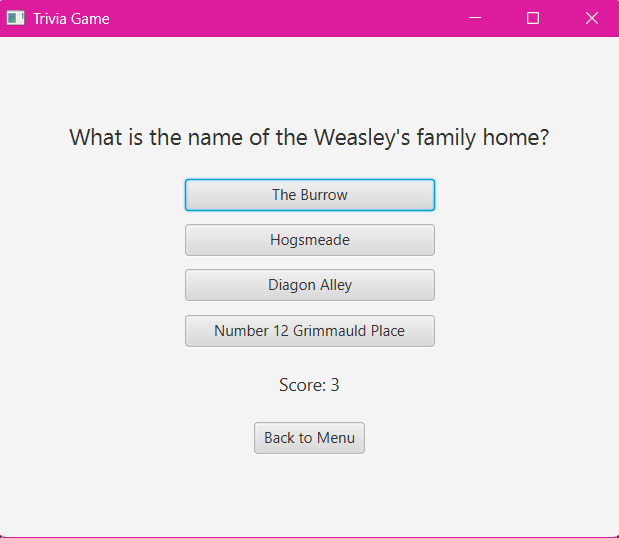 Trivia Game
What is the name of the Weasley's family home?
The Burrow
Hogsmeade
Diagon Alley
Number 12 Grimmauld Place
Score: 3
Back to Menu